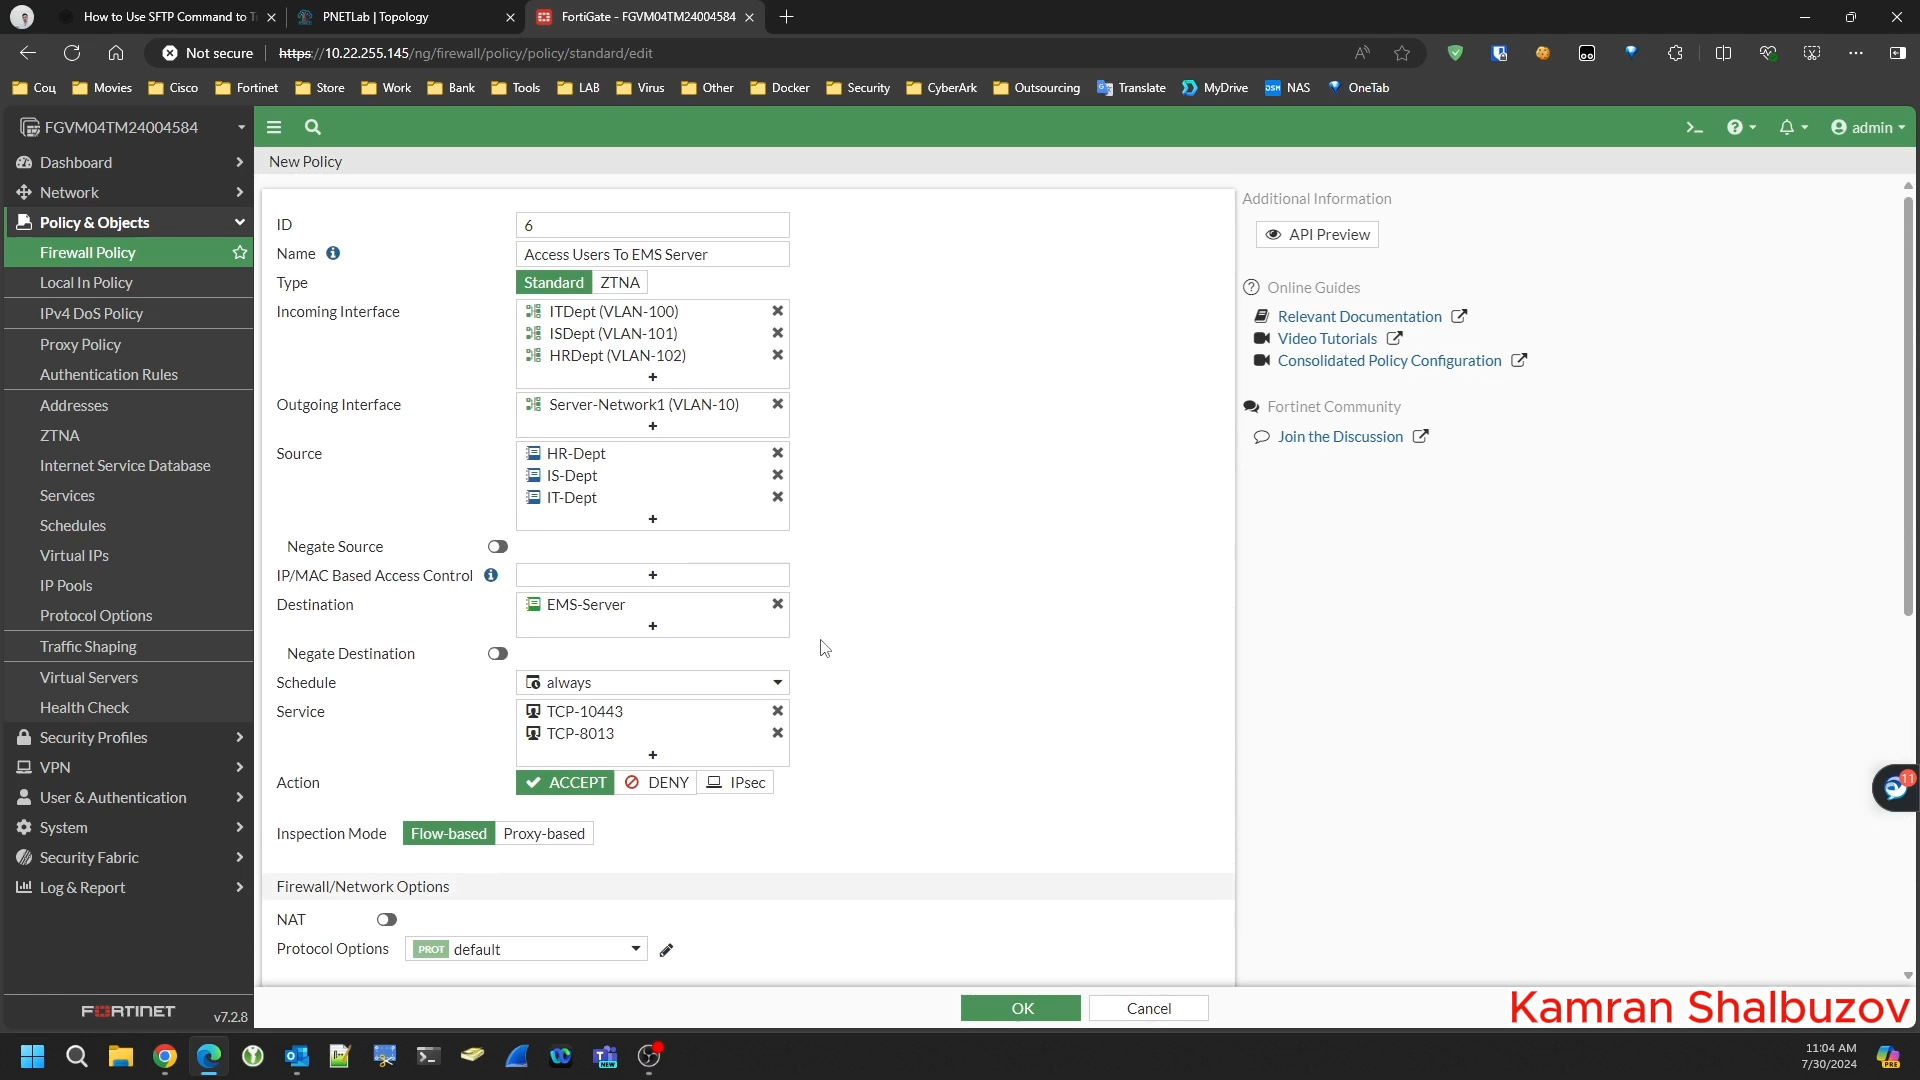 How to Use SFTP Command to T
PNETLab | Topology
FortiGate - FGVM04TM24004584
Not secure
https://10.22.255.145/ng/firewall/policy/policy/standard/edit
Соц
Movies
Cisco
Fortinet
Store
Work
Bank
Tools
LAB
Virus
Other
Docker
Security
CyberArk
Outsourcing
Translate
MyDrive
NAS
OneTab
FGVM04TM24004584
admin
Dashboard
Network
Policy & Objects
Firewall Policy
Local In Policy
IPv4 DoS Policy
Proxy Policy
Authentication Rules
Addresses
ZTNA
Internet Service Database
Services
Schedules
Virtual IPs
IP Pools
Protocol Options
Traffic Shaping
Virtual Servers
Health Check
Security Profiles
VPN
User & Authentication
System
Security Fabric
Log & Report
FORTINET
v7.2.8
New Policy
ID
6
Name
Access Users To EMS Server
Type
Standard
ZTNA
Incoming Interface
ITDept (VLAN-100)
ISDept (VLAN-101)
HRDept (VLAN-102)
+
Outgoing Interface
Server-Network1 (VLAN-10)
+
Source
HR-Dept
IS-Dept
IT-Dept
+
Negate Source
IP/MAC Based Access Control
+
Destination
EMS-Server
+
Negate Destination
Schedule
always
Service
TCP-10443
TCP-8013
+
Action
ACCEPT
DENY
IPsec
Inspection Mode
Flow-based
Proxy-based
Firewall/Network Options
NAT
Protocol Options
PROT
default
OK
Cancel
Additional Information
API Preview
Online Guides
Relevant Documentation
Video Tutorials
Consolidated Policy Configuration
Fortinet Community
Join the Discussion
11
Kamran Shalbuzov
11:04 AM
7/30/2024